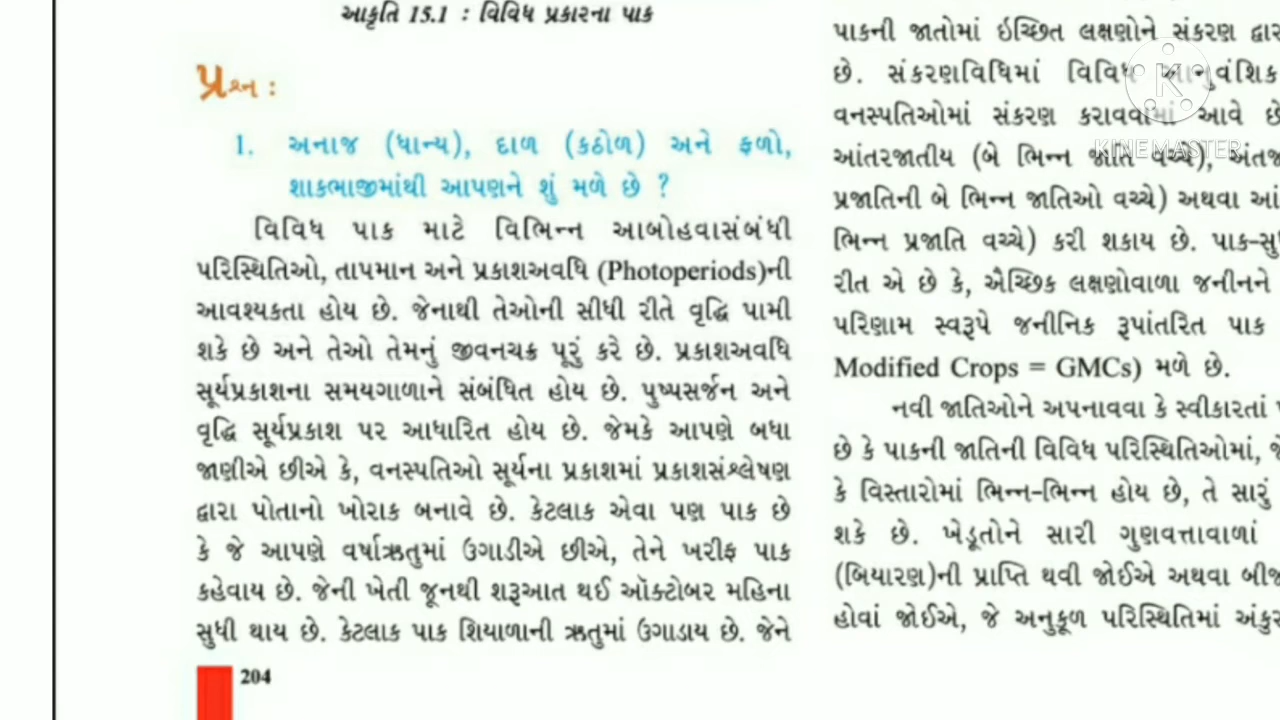 આકૃતિ 15.1 : વિવિધ પ્રકારના પાક
પ્રશ્ન :
1. અનાજ (ધાન્ય), દાળ (કઠોળ) અને ફળો,
શાકભાજીમાંથી આપણને શું મળે છે ?
વિવિધ પાક માટે વિભિન્ન આબોહવાસંબંધી
પરિસ્થિતિઓ, તાપમાન અને પ્રકાશઅવધિ (Photoperiods)ની
આવશ્યકતા હોય છે. જેનાથી તેઓની સીધી રીતે વૃદ્ધિ પામી
શકે છે અને તેઓ તેમનું જીવનચક્ર પૂરું કરે છે. પ્રકાશઅવધિ
સૂર્યપ્રકાશના સમયગાળાને સંબંધિત હોય છે. પુષ્પસર્જન અને
વૃદ્ધિ સૂર્યપ્રકાશ પર આધારિત હોય છે. જેમકે આપણે બધા
જાણીએ છીએ કે, વનસ્પતિઓ સૂર્યના પ્રકાશમાં પ્રકાશસંશ્લેષણ
દ્વારા પોતાનો ખોરાક બનાવે છે. કેટલાક એવા પણ પાક છે
કે જે આપણે વર્ષાઋતુમાં ઉગાડીએ છીએ, તેને ખરીફ પાક
કહેવાય છે. જેની ખેતી જૂનથી શરૂઆત થઈ ઑક્ટોબર મહિના
સુધી થાય છે. કેટલાક પાક શિયાળાની ઋતુમાં ઉગાડાય છે. જેને
204
પાકની જાતોમાં ઇચ્છિત લક્ષણોને સંકરણ
છે. સંકરણવિધિમાં વિવિધ આનુવંશિક
વનસ્પતિઓમાં સંકરણ કરાવવામાં આવે
આંતરજાતીય (બે ભિન્ન જાતિ વચ્ચે),
પ્રજાતિની બે ભિન્ન જાતિઓ વચ્ચે) અથવા
ભિન્ન પ્રજાતિ વચ્ચે) કરી શકાય છે.
રીત એ છે કે, ઐચ્છિક લક્ષણોવાળા જનીનને
પરિણામ સ્વરૂપે જનીનિક રૂપાંતરિત પાક
Modified Crops = GMCs) મળે છે.
નવી જાતિઓને અપનાવવા કે સ્વીકારતાં
છે કે પાકની જાતિની વિવિધ પરિસ્થિતિઓમાં,
કે વિસ્તારોમાં ભિન્ન-ભિન્ન હોય છે, તે સારું
શકે છે. ખેડૂતોને સારી ગુણવત્તાવાળાં
(બિયારણ)ની પ્રાપ્તિ થવી જોઈએ અથવા
હોવાં જોઈએ, જે અનુકૂળ પરિસ્થિતિમાં
K
KINEMASTER